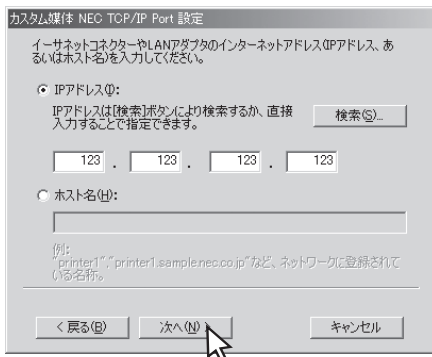 カスタム媒体 NEC TCP/IP Port 設定
イーサネットコネクターやLANアダプタのインターネットアドレス(IPアドレス、あ
るいはホスト名)を入力してください。
IPアドレス(I):
IPアドレスは[検索]ボタンにより検索するか、直接
入力することで指定できます。
検索(S)...
123 . 123 . 123 . 123
ホスト名(H):
例:
"printer1","printer1.sample.nec.co.jp"など、ネットワークに登録されて
いる名称。
< 戻る(B) 次へ(N) > キャンセル